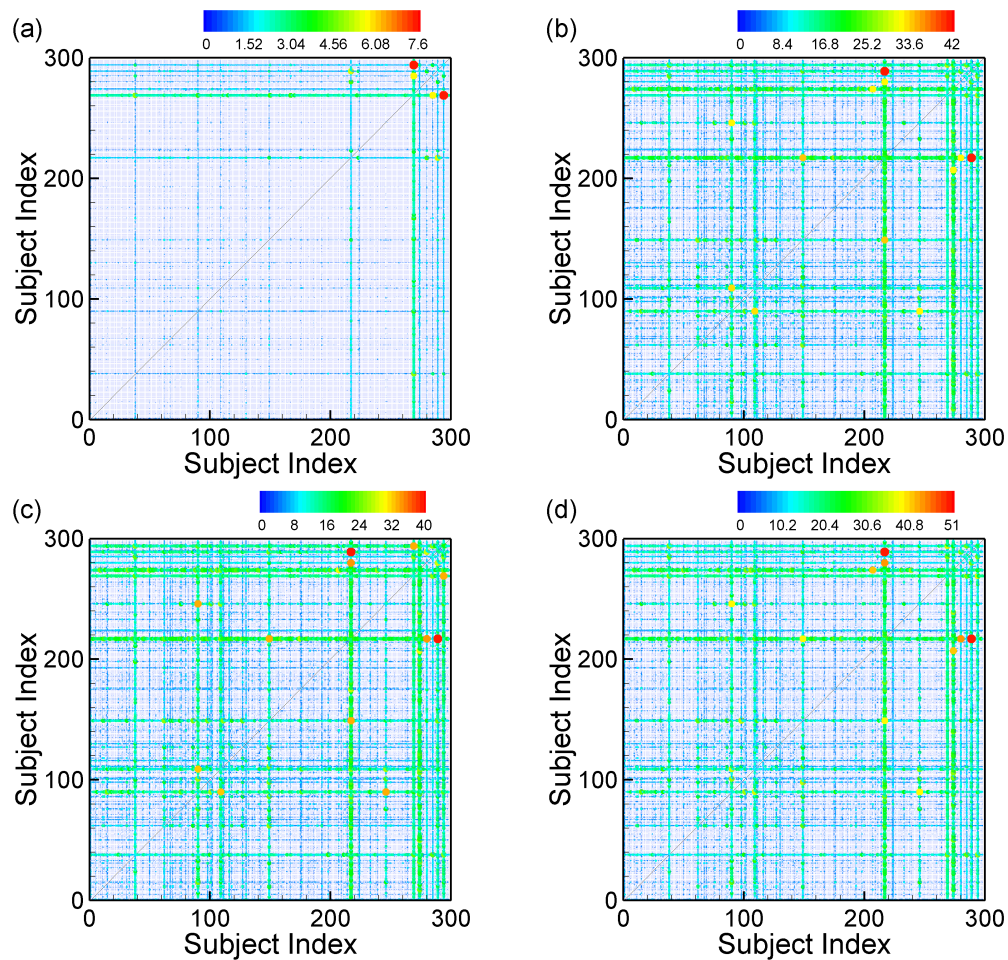 (a)
0 1.52 3.04 4.56 6.08 7.6
300
200
100
0
Subject Index
0 100 200 300
Subject Index
(b)
0 8.4 16.8 25.2 33.6 42
300
200
100
0
Subject Index
0 100 200 300
Subject Index
(c)
0 8 16 24 32 40
300
200
100
0
Subject Index
0 100 200 300
Subject Index
(d)
0 10.2 20.4 30.6 40.8 51
300
200
100
0
Subject Index
0 100 200 300
Subject Index